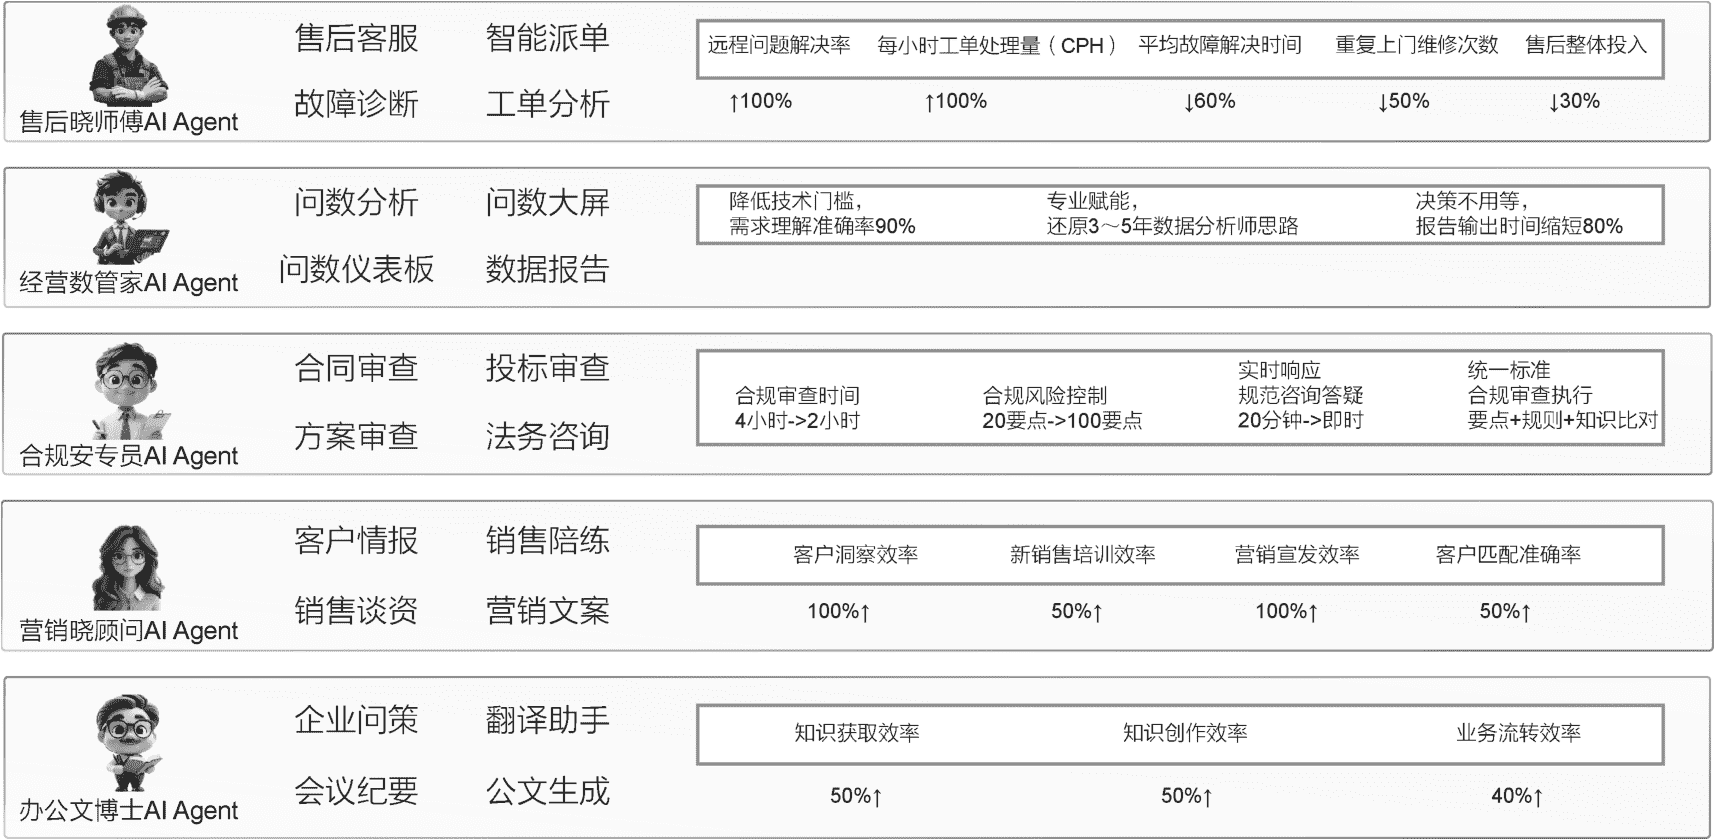 售后客服 智能派单
故障诊断 工单分析
售后晓师傅AI Agent
远程问题解决率 每小时工单处理量（CPH） 平均故障解决时间 重复上门维修次数 售后整体投入
↑100% ↑100% ↓60% ↓50% ↓30%
问数分析 问数大屏
问数仪表板 数据报告
经营数管家AI Agent
降低技术门槛，
需求理解准确率90%
专业赋能，
还原3～5年数据分析师思路
决策不用等，
报告输出时间缩短80%
合同审查 投标审查
方案审查 法务咨询
合规安专员AI Agent
合规审查时间
4小时->2小时
合规风险控制
20要点->100要点
实时响应
规范咨询答疑
20分钟->即时
统一标准
合规审查执行
要点+规则+知识比对
客户情报 销售陪练
销售谈资 营销文案
营销晓顾问AI Agent
客户洞察效率 新销售培训效率 营销宣发效率 客户匹配准确率
100%↑ 50%↑ 100%↑ 50%↑
企业问策 翻译助手
会议纪要 公文生成
办公文博士AI Agent
知识获取效率 知识创作效率 业务流转效率
50%↑ 50%↑ 40%↑